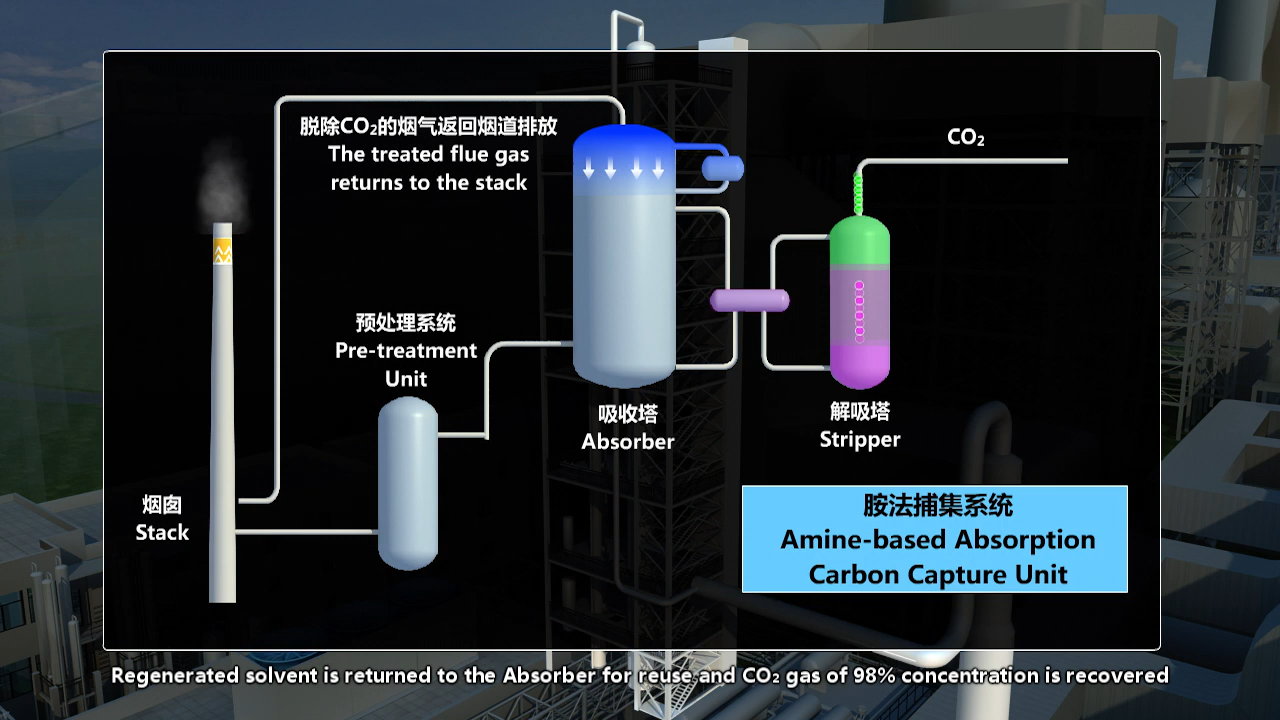 脱除CO₂的烟气返回烟道排放
The treated flue gas
returns to the stack
CO₂
预处理系统
Pre-treatment
Unit
吸收塔
Absorber
解吸塔
Stripper
烟囱
Stack
胺法捕集系统
Amine-based Absorption
Carbon Capture Unit
Regenerated solvent is returned to the Absorber for reuse and CO₂ gas of 98% concentration is recovered